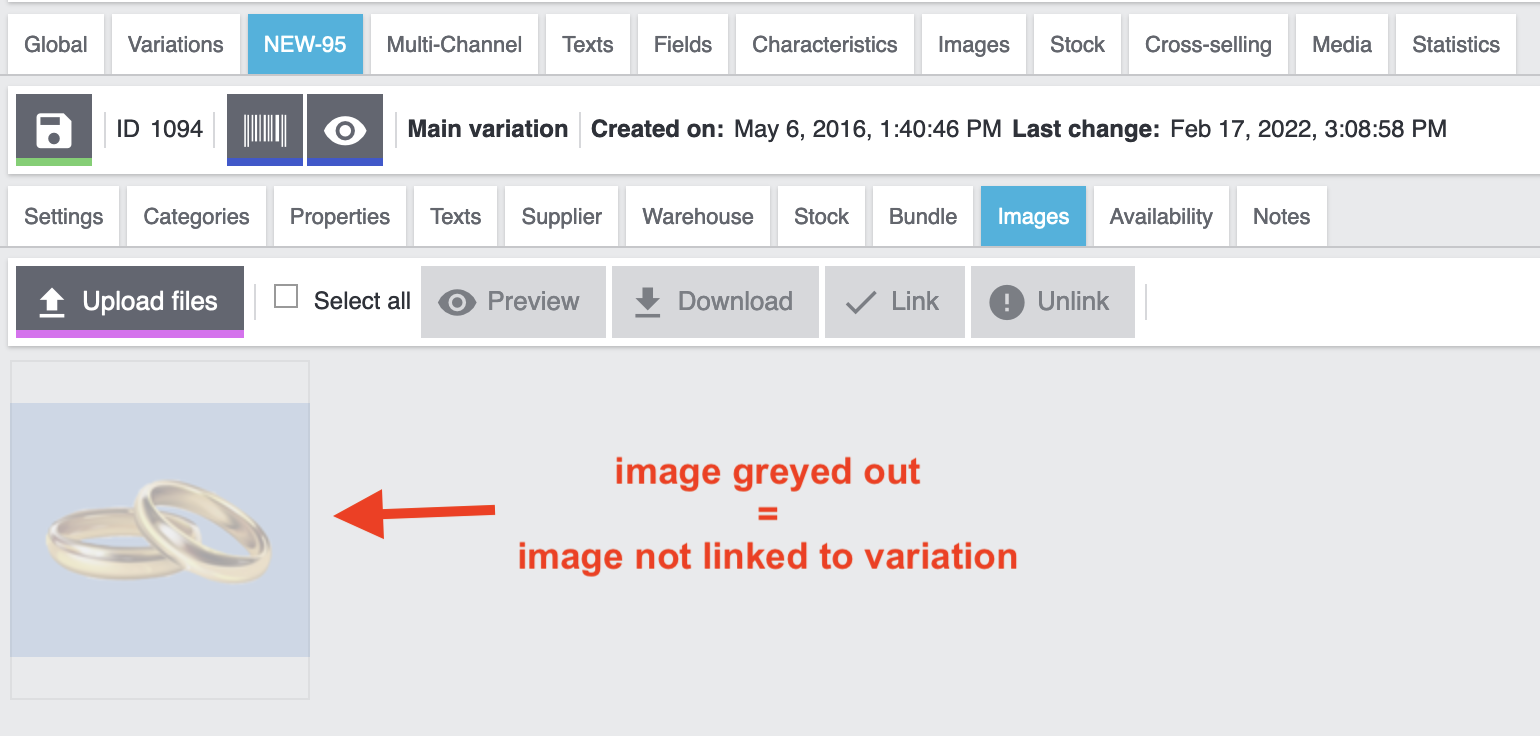 Global Variations NEW-95 Multi-Channel Texts Fields Characteristics Images Stock Cross-selling Media Statistics
ID 1094 Main variation Created on: May 6, 2016, 1:40:46 PM Last change: Feb 17, 2022, 3:08:58 PM
Settings Categories Properties Texts Supplier Warehouse Stock Bundle Images Availability Notes
Upload files Select all Preview Download Link Unlink
image greyed out
=
image not linked to variation